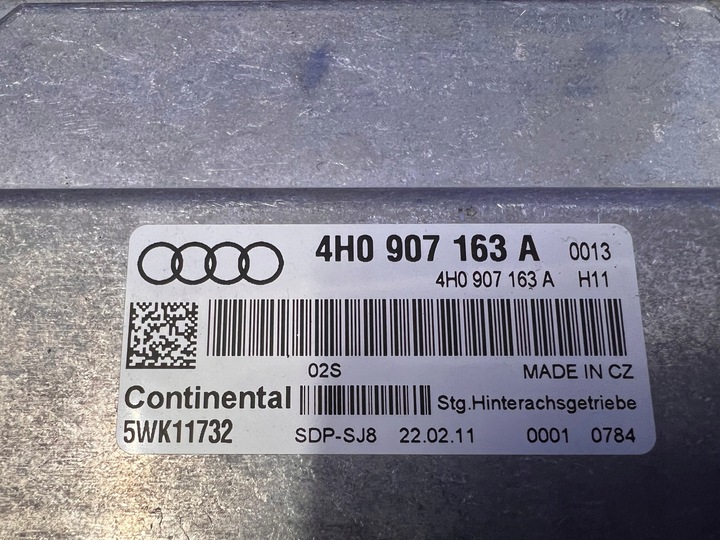 4H0 907 163 A 0013
4H0 907 163 A H11
02S MADE IN CZ
Continental Stg.Hinterachsgetriebe
5WK11732 SDP-SJ8 22.02.11 0001 0784